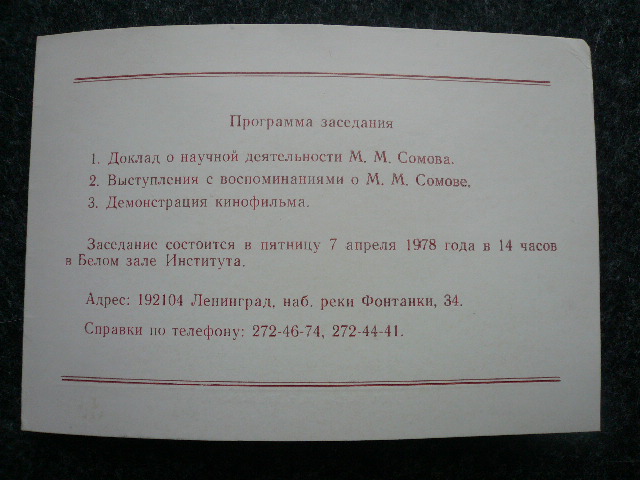 Программа заседания
1. Доклад о научной деятельности М. М. Сомова.
2. Выступления с воспоминаниями о М. М. Сомове.
3. Демонстрация кинофильма.
Заседание состоится в пятницу 7 апреля 1978 года в 14 часов
в Белом зале Института.
Адрес: 192104 Ленинград, наб. реки Фонтанки, 34.
Справки по телефону: 272-46-74, 272-44-41.